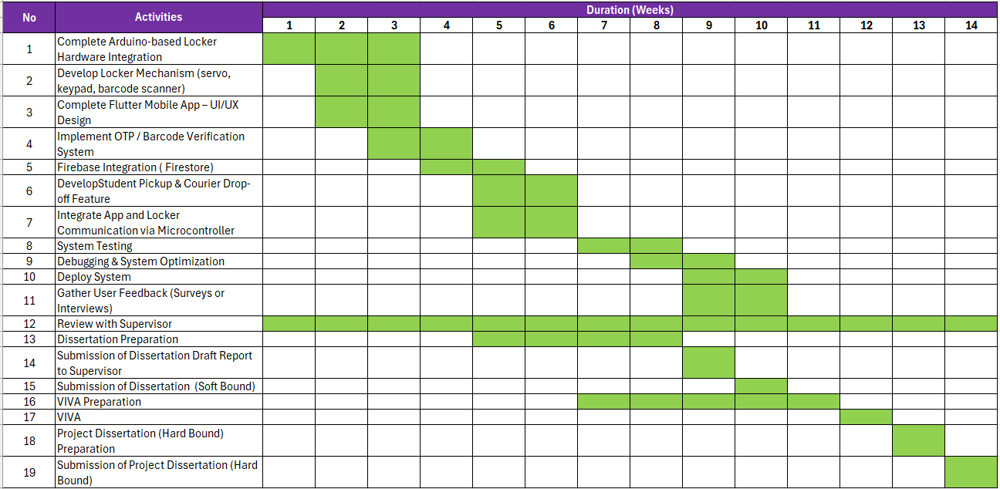 No Activities Duration (Weeks)
1 2 3 4 5 6 7 8 9 10 11 12 13 14
1 Complete Arduino-based Locker
Hardware Integration
2 Develop Locker Mechanism (servo,
keypad, barcode scanner)
3 Complete Flutter Mobile App – UI/UX
Design
4 Implement OTP / Barcode Verification
System
5 Firebase Integration ( Firestore)
6 DevelopStudent Pickup & Courier Drop-
off Feature
7 Integrate App and Locker
Communication via Microcontroller
8 System Testing
9 Debugging & System Optimization
10 Deploy System
11 Gather User Feedback (Surveys or
Interviews)
12 Review with Supervisor
13 Dissertation Preparation
14 Submission of Dissertation Draft Report
to Supervisor
15 Submission of Dissertation  (Soft Bound)
16 VIVA Preparation
17 VIVA
18 Project Dissertation (Hard Bound)
Preparation
19 Submission of Project Dissertation (Hard
Bound)